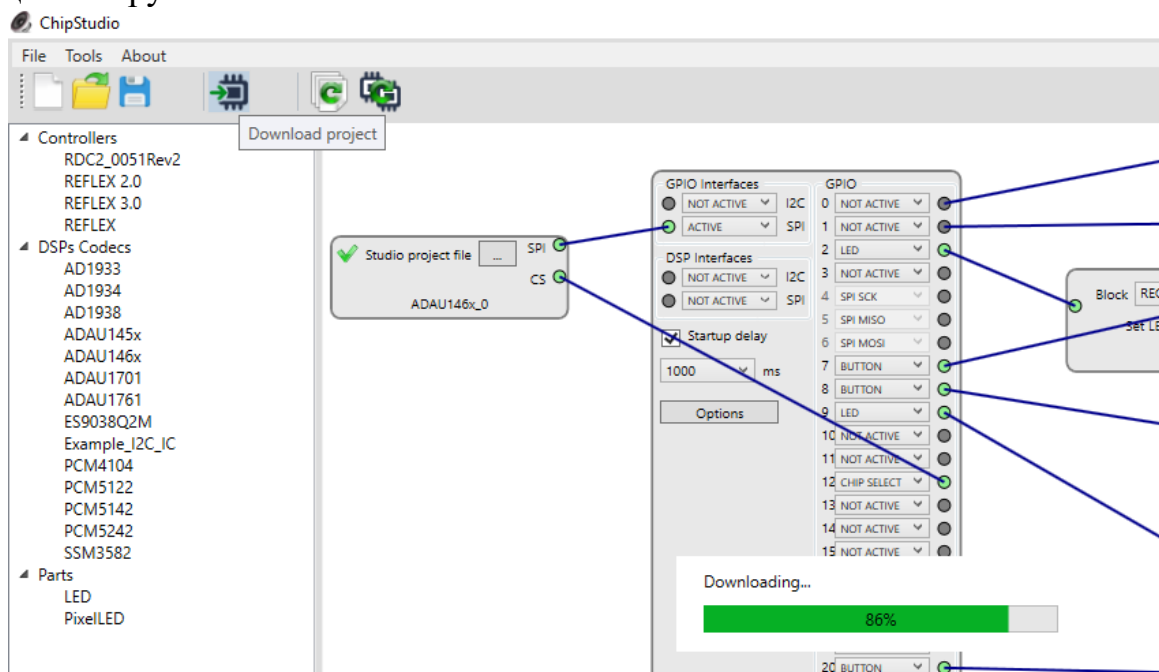 ChipStudio
File Tools About
Download project
Controllers
RDC2_0051Rev2
REFLEX 2.0
REFLEX 3.0
REFLEX
DSPs Codecs
AD1933
AD1934
AD1938
ADAU145x
ADAU146x
ADAU1701
ADAU1761
ES9038Q2M
Example_I2C_IC
PCM4104
PCM5122
PCM5142
PCM5242
SSM3582
Parts
LED
PixelLED
Studio project file ... SPI
CS
ADAU146x_0
GPIO Interfaces
NOT ACTIVE I2C
ACTIVE SPI
DSP Interfaces
NOT ACTIVE I2C
NOT ACTIVE SPI
Startup delay
1000 ms
Options
GPIO
0 NOT ACTIVE
1 NOT ACTIVE
2 LED
3 NOT ACTIVE
4 SPI SCK
5 SPI MISO
6 SPI MOSI
7 BUTTON
8 BUTTON
9 LED
10 NOT ACTIVE
11 NOT ACTIVE
12 CHIP SELECT
13 NOT ACTIVE
14 NOT ACTIVE
15 NOT ACTIVE
20 BUTTON
Block
Set
Downloading...
86%